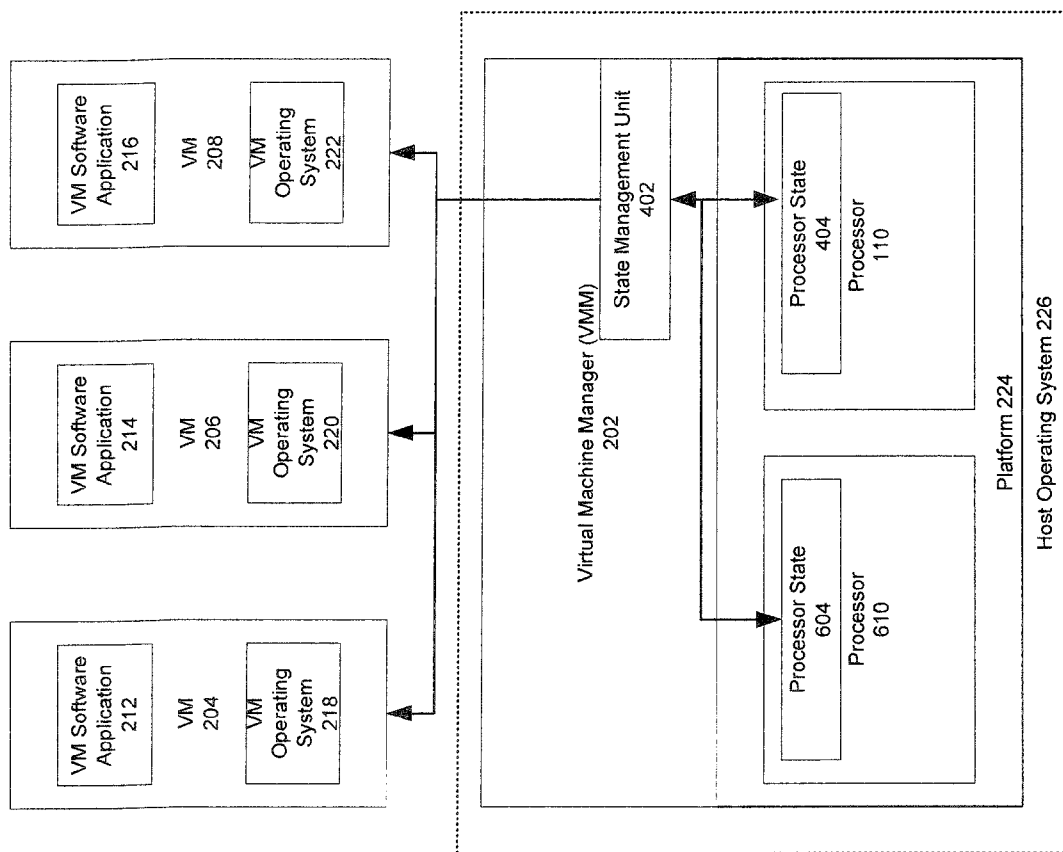 VM Software
Application
212
VM
204
VM
Operating
System
218
VM Software
Application
214
VM
206
VM
Operating
System
220
VM Software
Application
216
VM
208
VM
Operating
System
222
Virtual Machine Manager (VMM)
202
State Management Unit
402
Processor State
604
Processor
610
Processor State
404
Processor
110
Platform 224
Host Operating System 226